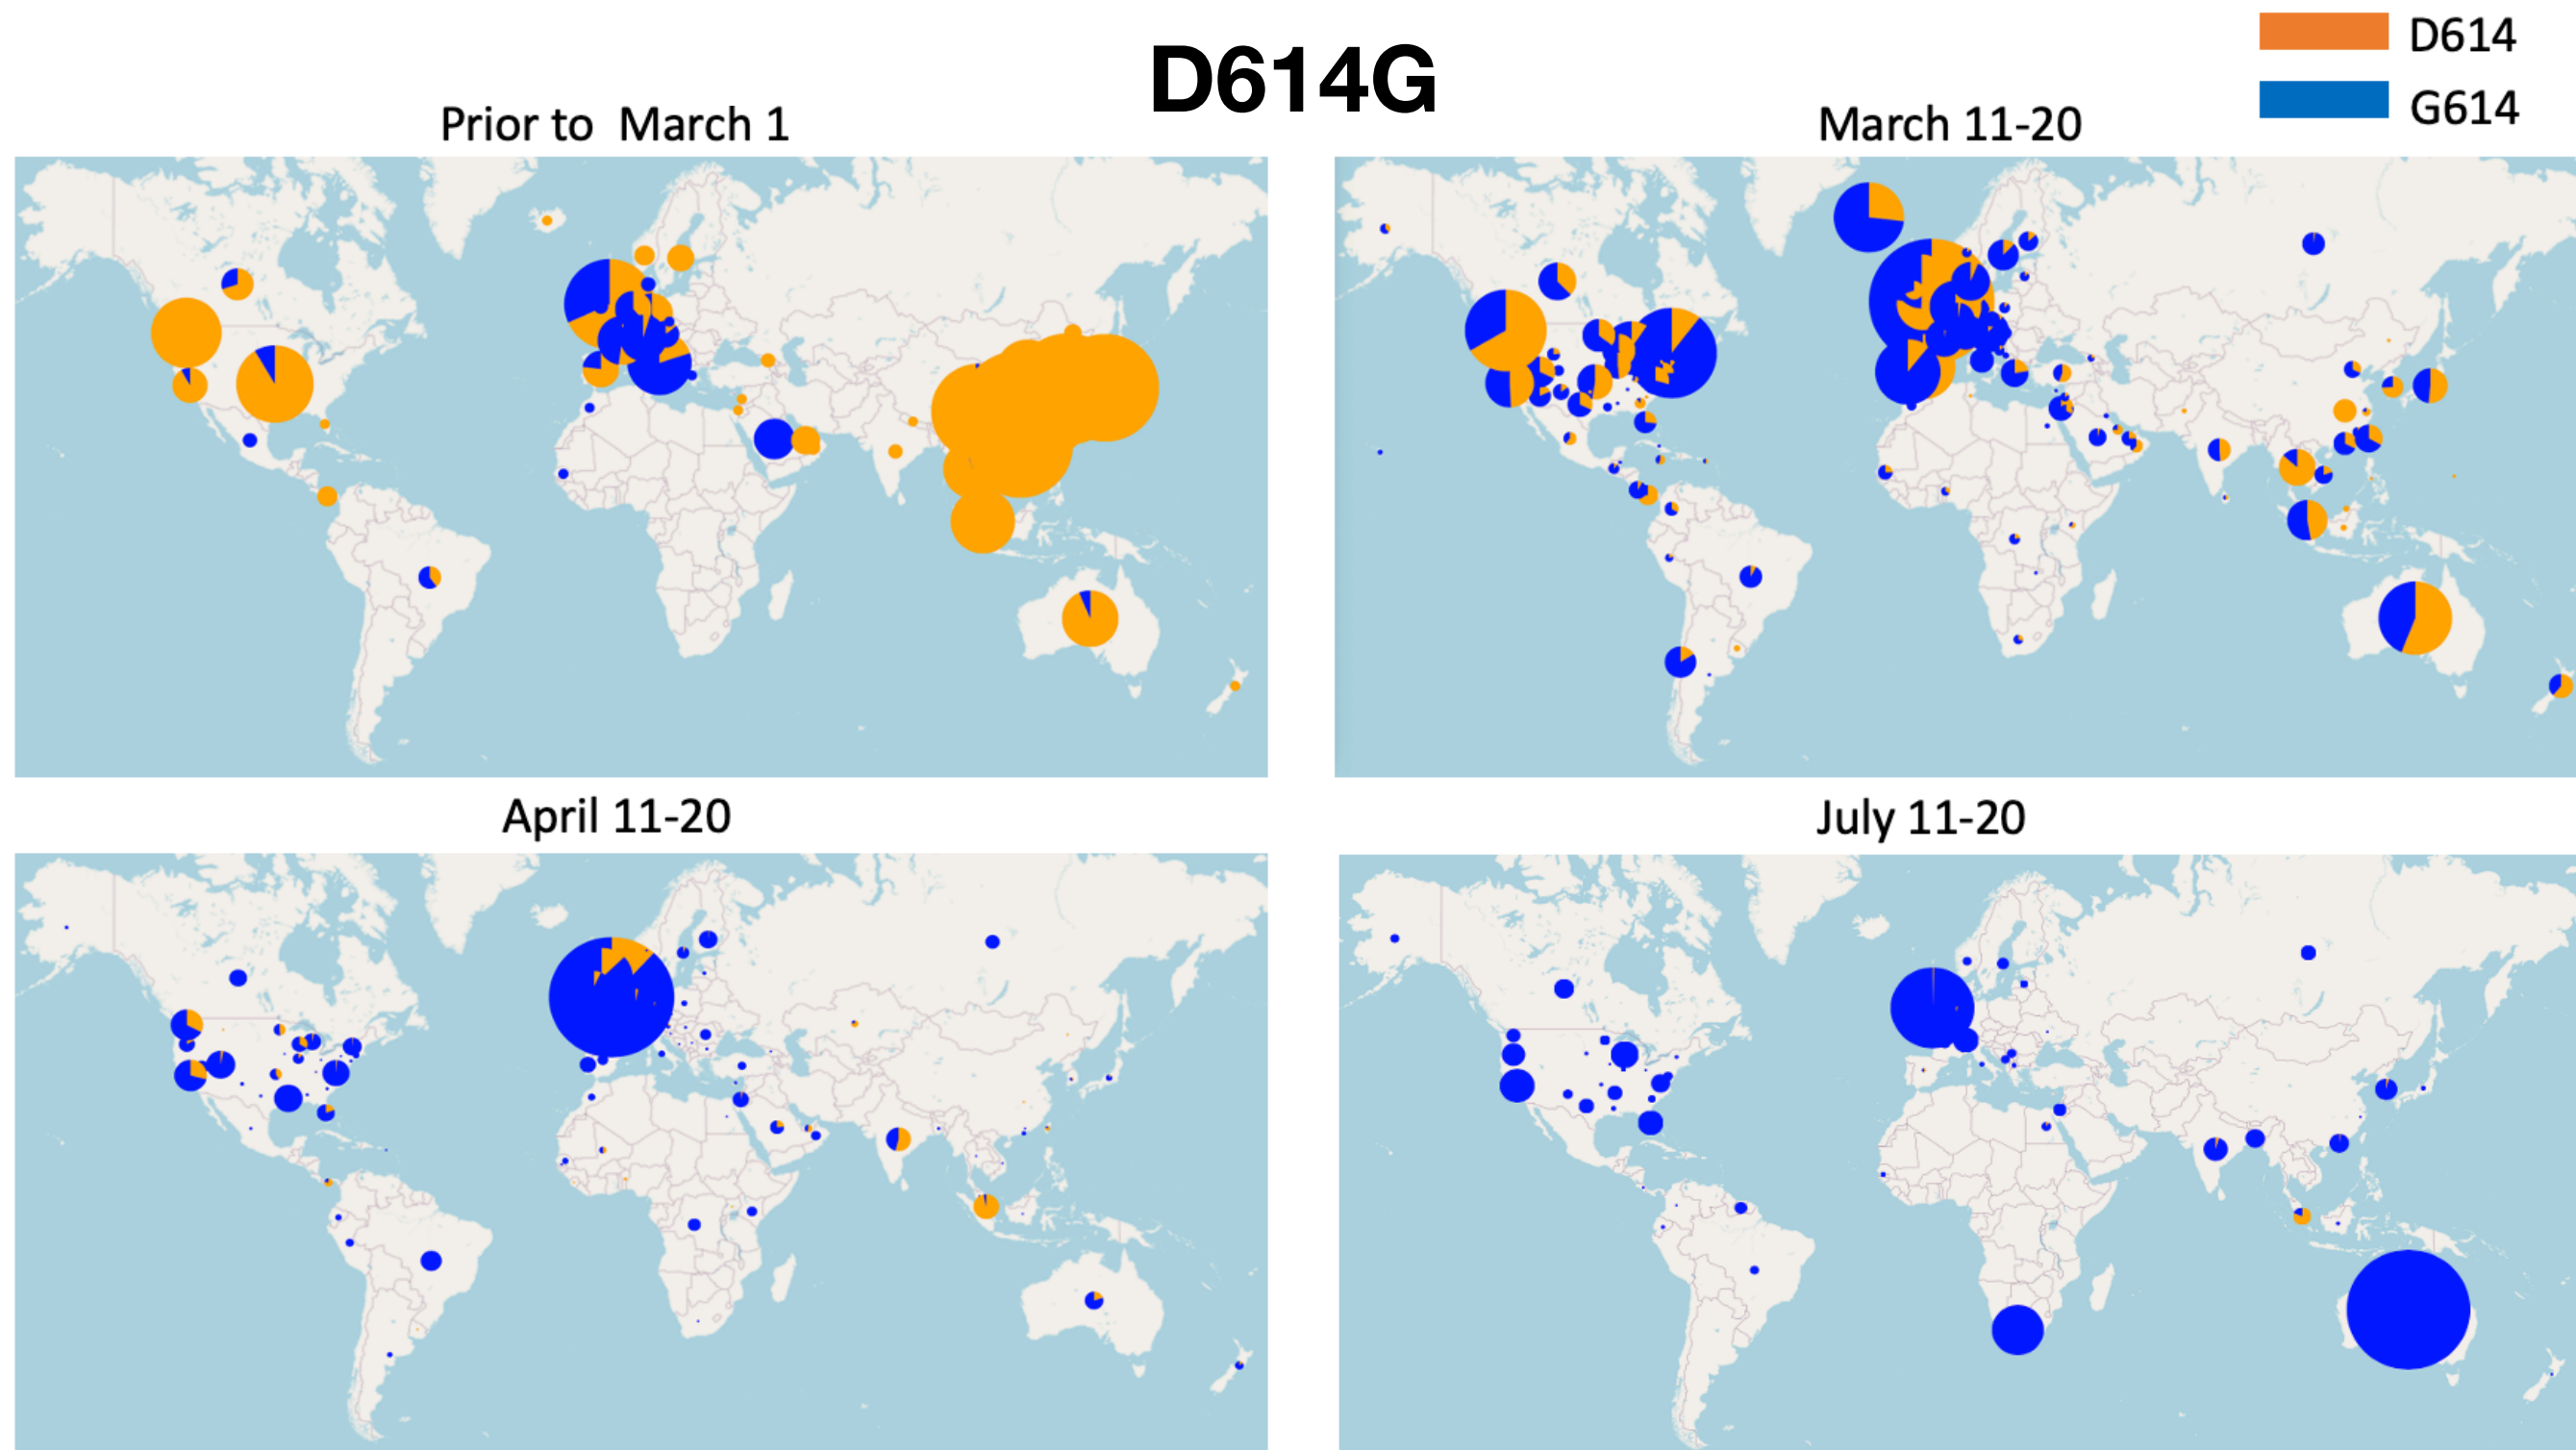 D614G
D614
G614
Prior to  March 1
March 11-20
April 11-20
July 11-20